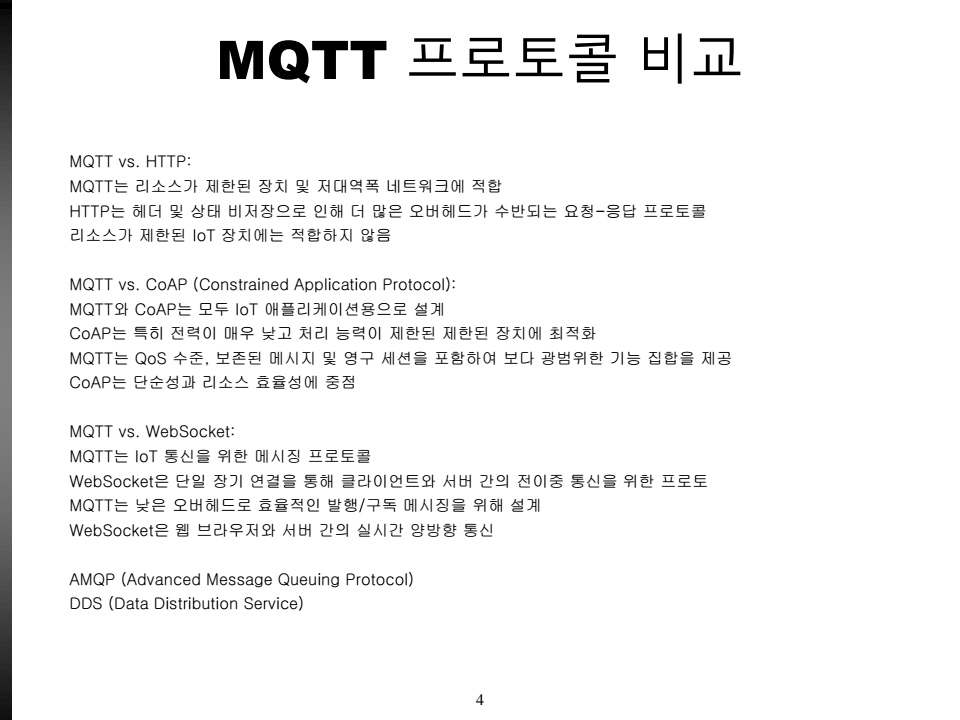 MQTT 프로토콜 비교
MQTT vs. HTTP:
MQTT는 리소스가 제한된 장치 및 저대역폭 네트워크에 적합
HTTP는 헤더 및 상태 비저장으로 인해 더 많은 오버헤드가 수반되는 요청-응답 프로토콜
리소스가 제한된 IoT 장치에는 적합하지 않음
MQTT vs. CoAP (Constrained Application Protocol):
MQTT와 CoAP는 모두 IoT 애플리케이션용으로 설계
CoAP는 특히 전력이 매우 낮고 처리 능력이 제한된 제한된 장치에 최적화
MQTT는 QoS 수준, 보존된 메시지 및 영구 세션을 포함하여 보다 광범위한 기능 집합을 제공
CoAP는 단순성과 리소스 효율성에 중점
MQTT vs. WebSocket:
MQTT는 IoT 통신을 위한 메시징 프로토콜
WebSocket은 단일 장기 연결을 통해 클라이언트와 서버 간의 전이중 통신을 위한 프로토
MQTT는 낮은 오버헤드로 효율적인 발행/구독 메시징을 위해 설계
WebSocket은 웹 브라우저와 서버 간의 실시간 양방향 통신
AMQP (Advanced Message Queuing Protocol)
DDS (Data Distribution Service)
4